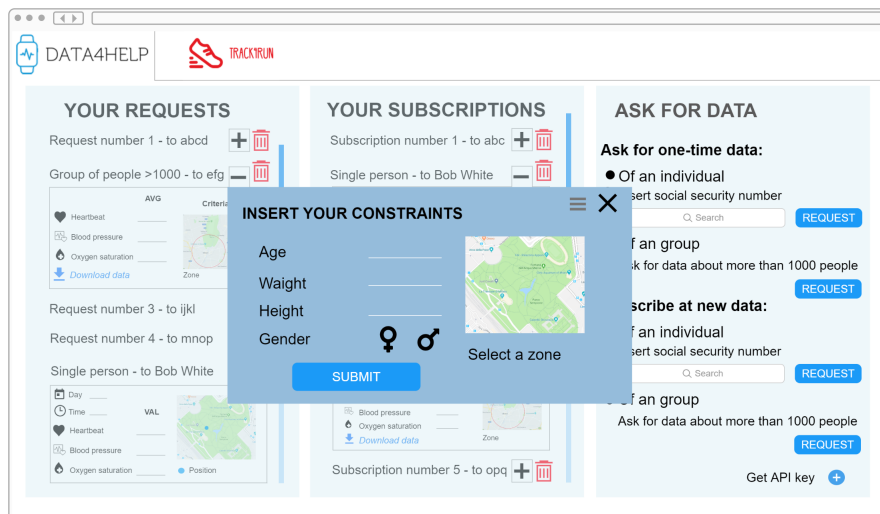 DATA4HELP
TRACK1RUN
YOUR REQUESTS
Request number 1 - to abcd
Group of people >1000 - to efg
AVG
Criteria
Heartbeat
Blood pressure
Oxygen saturation
Download data
Zone
Request number 3 - to ijkl
Request number 4 - to mnop
Single person - to Bob White
Day
Time
VAL
Heartbeat
Blood pressure
Oxygen saturation
Position
YOUR SUBSCRIPTIONS
Subscription number 1 - to abc
Single person - to Bob White
INSERT YOUR CONSTRAINTS
Age
Waight
Height
Gender
Select a zone
SUBMIT
Blood pressure
Oxygen saturation
Download data
Zone
Subscription number 5 - to opq
ASK FOR DATA
Ask for one-time data:
Of an individual
sert social security number
Search
REQUEST
f an group
k for data about more than 1000 people
REQUEST
scribe at new data:
f an individual
sert social security number
Search
REQUEST
f an group
Ask for data about more than 1000 people
REQUEST
Get API key